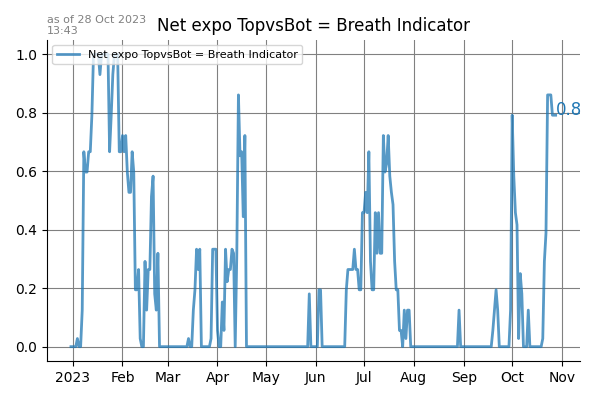 as of 28 Oct 2023
13:43
Net expo TopvsBot = Breath Indicator
Net expo TopvsBot = Breath Indicator
1.0
0.8
0.8
0.6
0.4
0.2
0.0
2023 Feb Mar Apr May Jun Jul Aug Sep Oct Nov